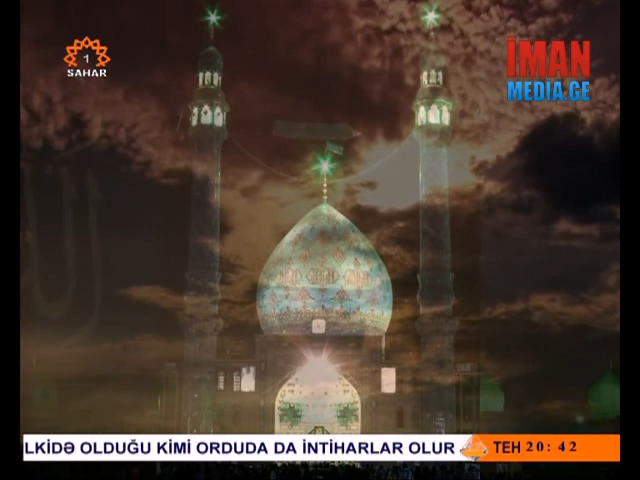 1
SAHAR
İMAN
MEDIA.GE
LKİDƏ OLDUĞU KİMİ ORDUDA DA İNTİHARLAR OLUR
TEH 20:42